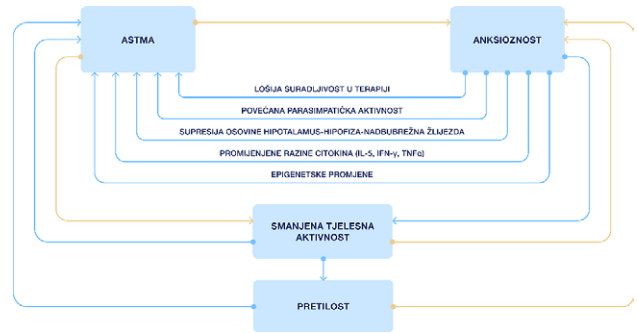 ASTMA
ANKSIOZNOST
LOŠIJA SURADLJIVOST U TERAPIJI
POVEĆANA PARASIMPATIČKA AKTIVNOST
SUPRESIJA OSOVINE HIPOTALAMUS-HIPOFIZA-NADBUBREŽNA ŽLIJEZDA
PROMIJENJENE RAZINE CITOKINA (IL-5, IFN-γ, TNFα)
EPIGENETSKE PROMJENE
SMANJENA TJELESNA
AKTIVNOST
PRETILOST